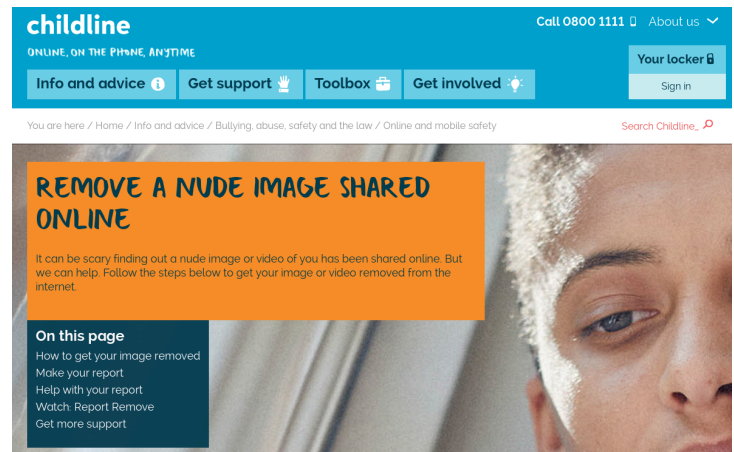 childline
ONLINE, ON THE PHONE, ANYTIME
Call 0800 1111 About us
Your locker
Sign in
Info and advice Get support Toolbox Get involved
You are here / Home / Info and advice / Bullying, abuse, safety and the law / Online and mobile safety
Search Childline_
REMOVE A NUDE IMAGE SHARED
ONLINE
It can be scary finding out a nude image or video of you has been shared online. But
we can help. Follow the steps below to get your image or video removed from the
internet.
On this page
How to get your image removed
Make your report
Help with your report
Watch: Report Remove
Get more support